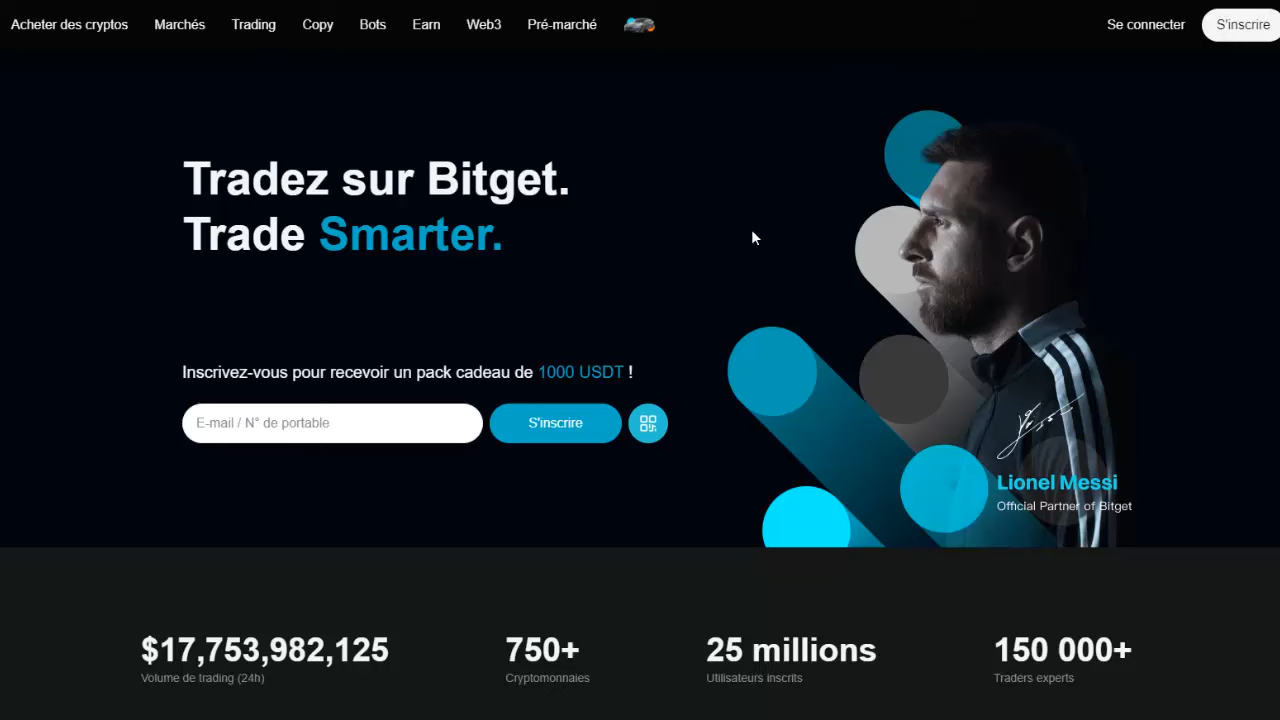 Acheter des cryptos Marchés Trading Copy Bots Earn Web3 Pré-marché Se connecter S'inscrire
Tradez sur Bitget.
Trade Smarter.
Inscrivez-vous pour recevoir un pack cadeau de 1000 USDT !
E-mail / N° de portable S'inscrire
Lionel Messi
Official Partner of Bitget
$17,753,982,125 750+ 25 millions 150 000+
Volume de trading (24h) Cryptomonnaies Utilisateurs inscrits Traders experts